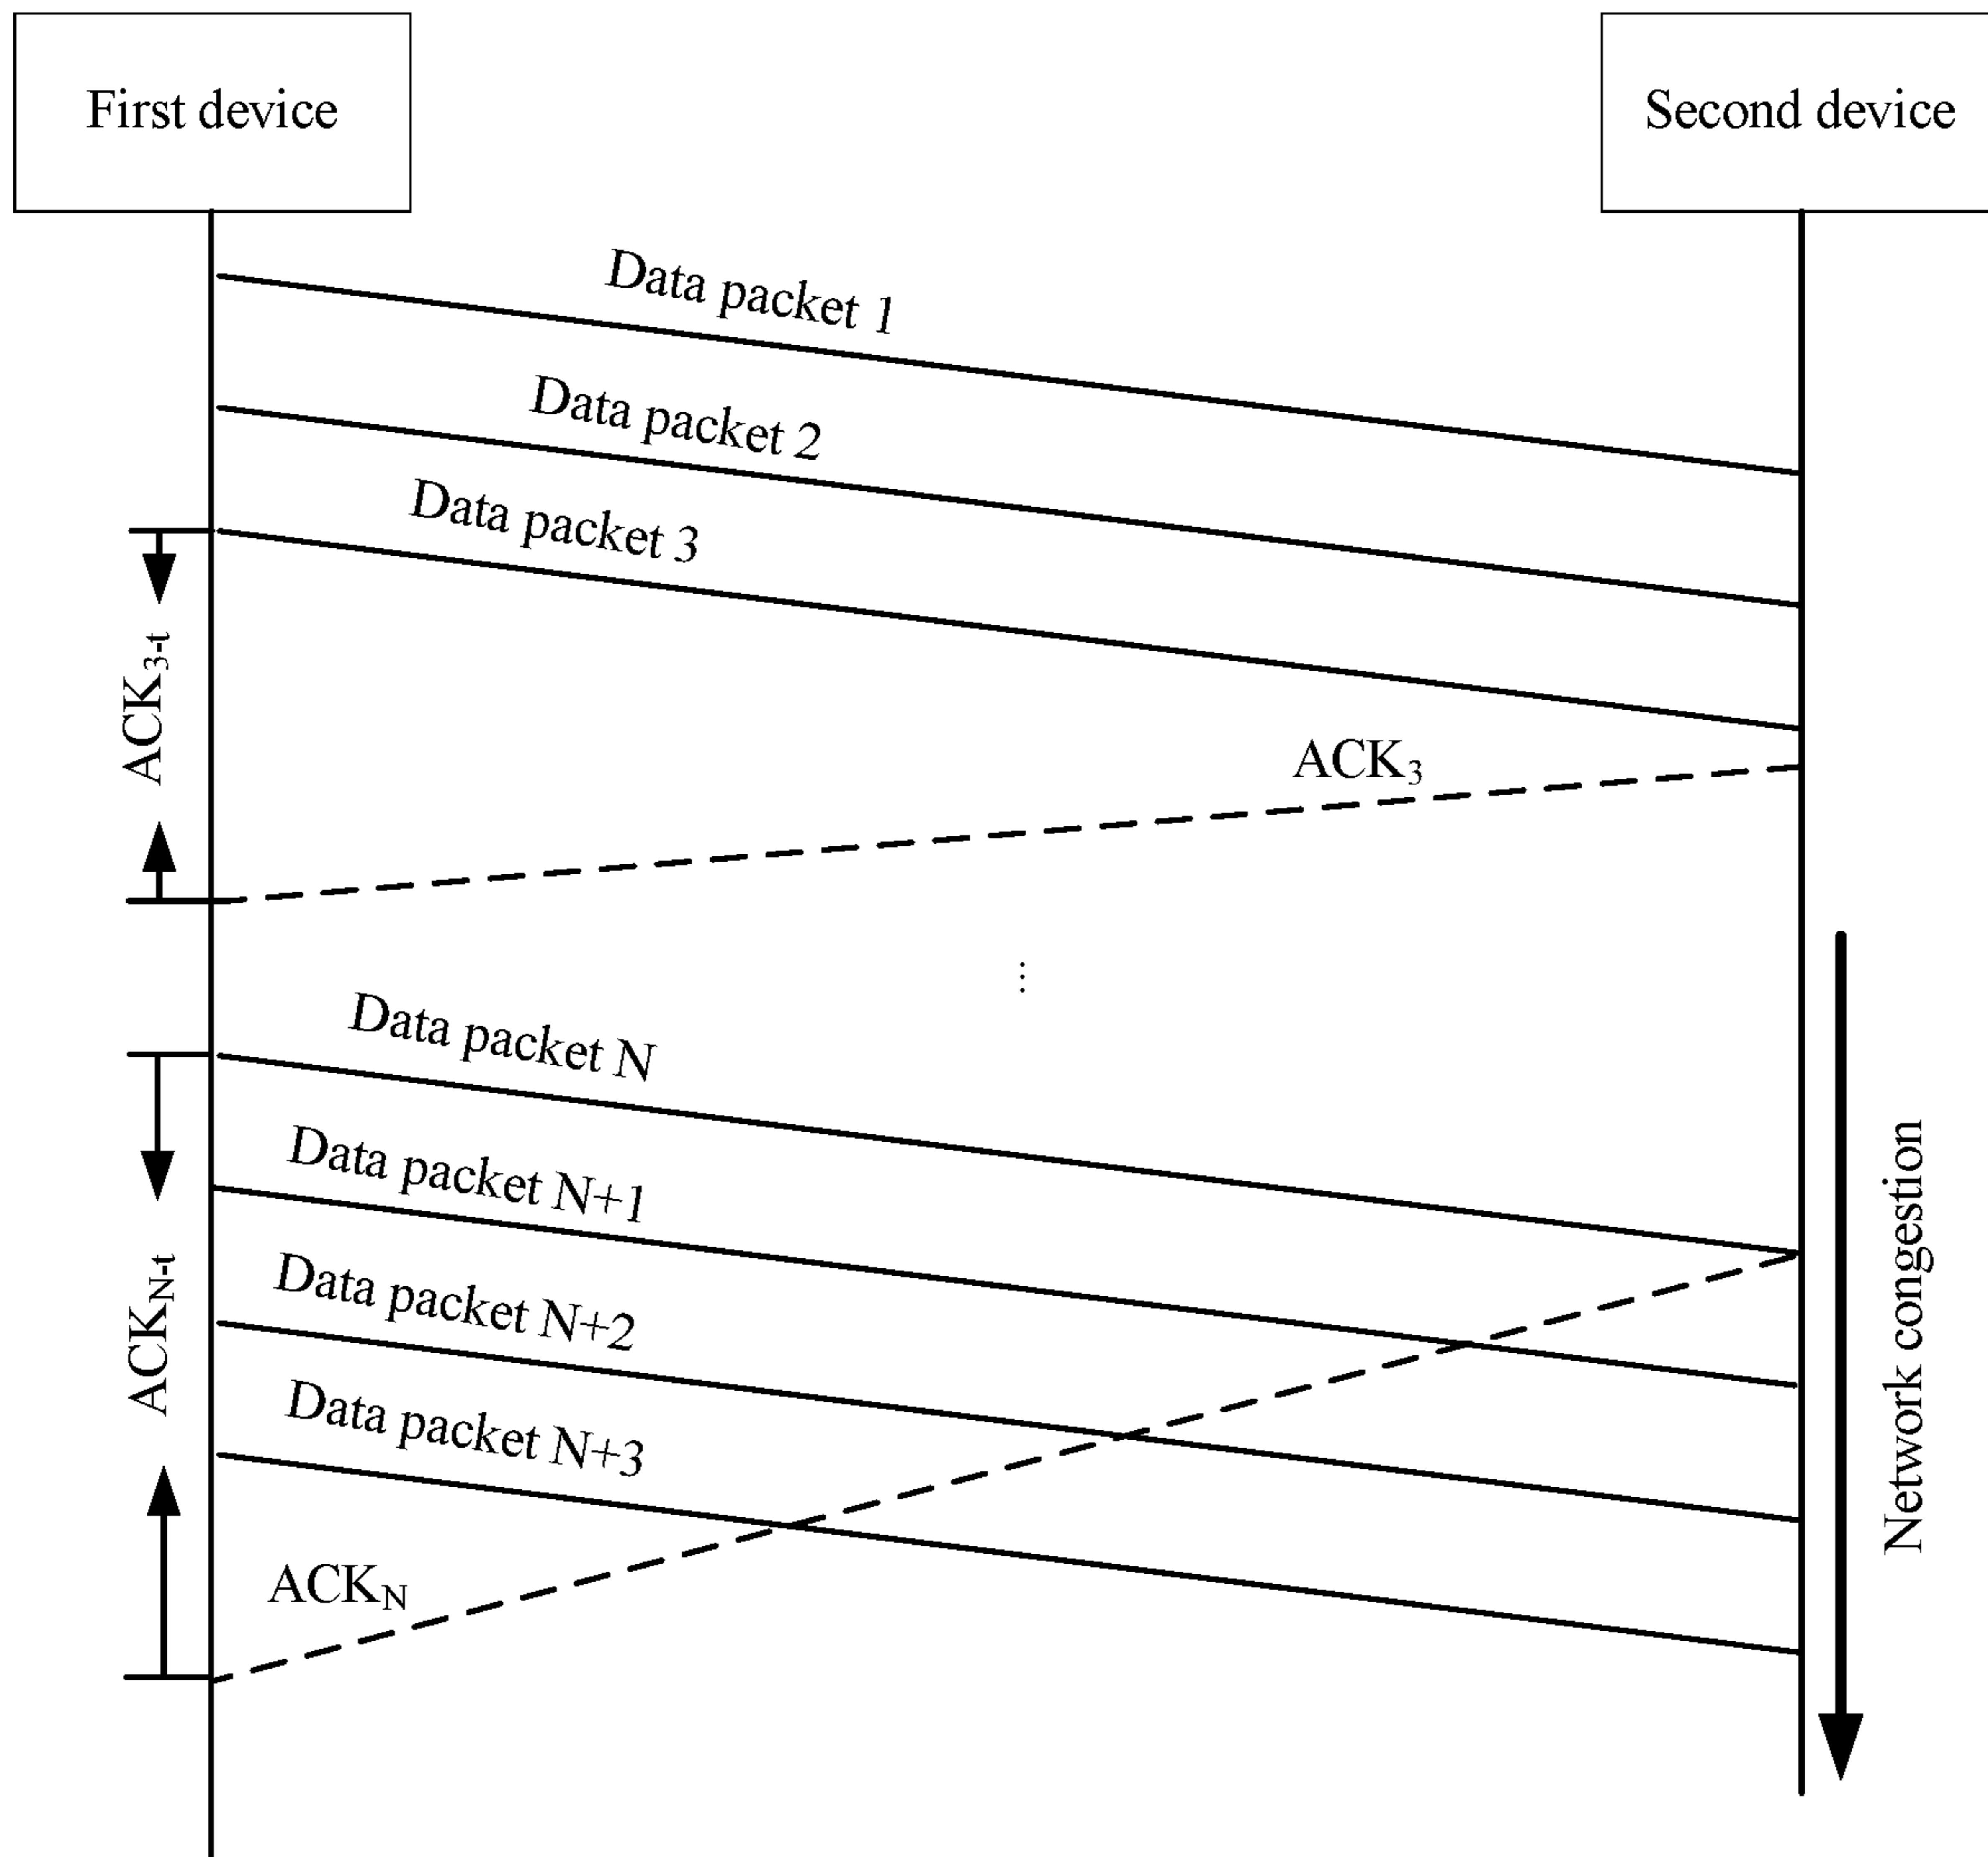 First device
Second device
Data packet 1
Data packet 2
Data packet 3
ACK3-t
ACK3
⋮
Data packet N
Data packet N+1
Data packet N+2
Data packet N+3
ACKN-t
ACKN
Network congestion